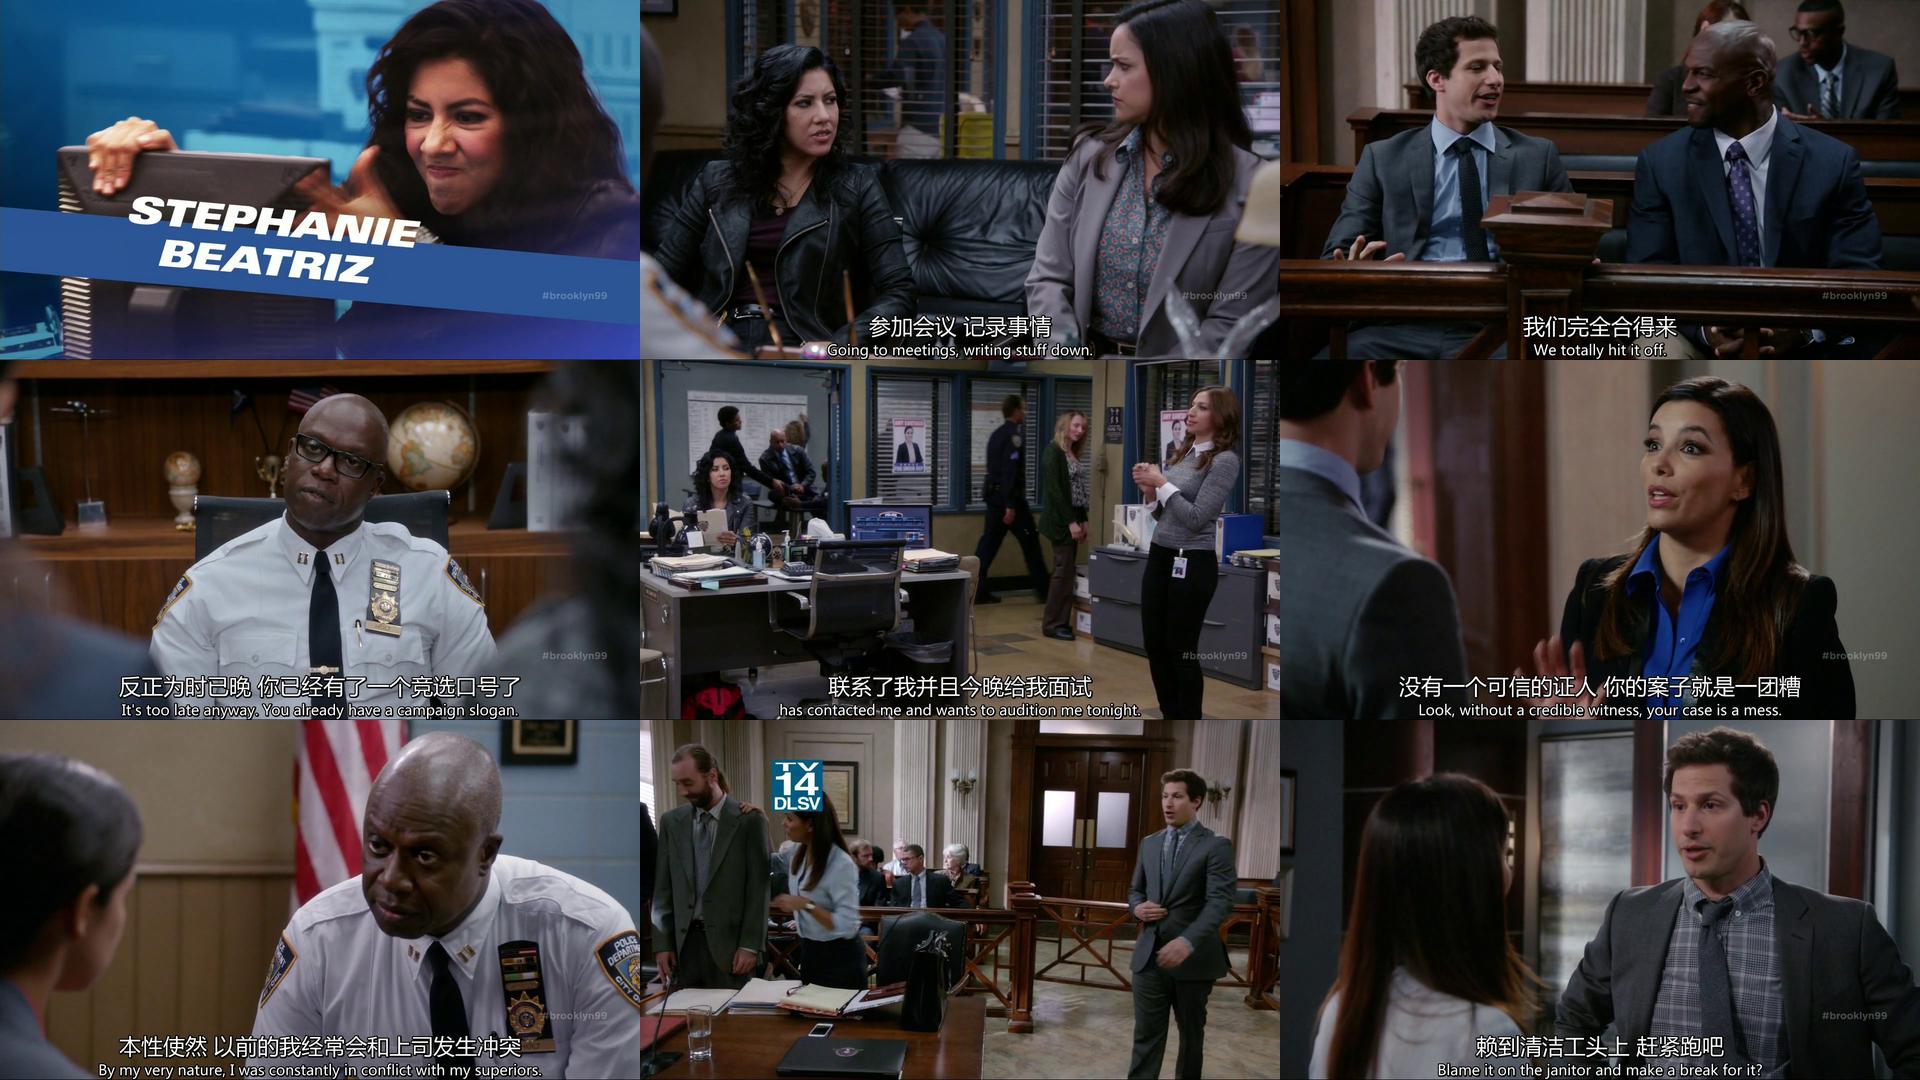 STEPHANIE
BEATRIZ
#brooklyn99
参加会议 记录事情
Going to meetings, writing stuff down.
#brooklyn99
我们完全合得来
We totally hit it off.
#brooklyn99
反正为时已晚 你已经有了一个竞选口号了
It's too late anyway. You already have a campaign slogan.
#brooklyn99
联系了我并且今晚给我面试
has contacted me and wants to audition me tonight.
#brooklyn99
没有一个可信的证人 你的案子就是一团糟
Look, without a credible witness, your case is a mess.
#brooklyn99
本性使然 以前的我经常会和上司发生冲突
By my very nature, I was constantly in conflict with my superiors.
#brooklyn99
TV
14
DLSV
赖到清洁工头上 赶紧跑吧
Blame it on the janitor and make a break for it?
#brooklyn99